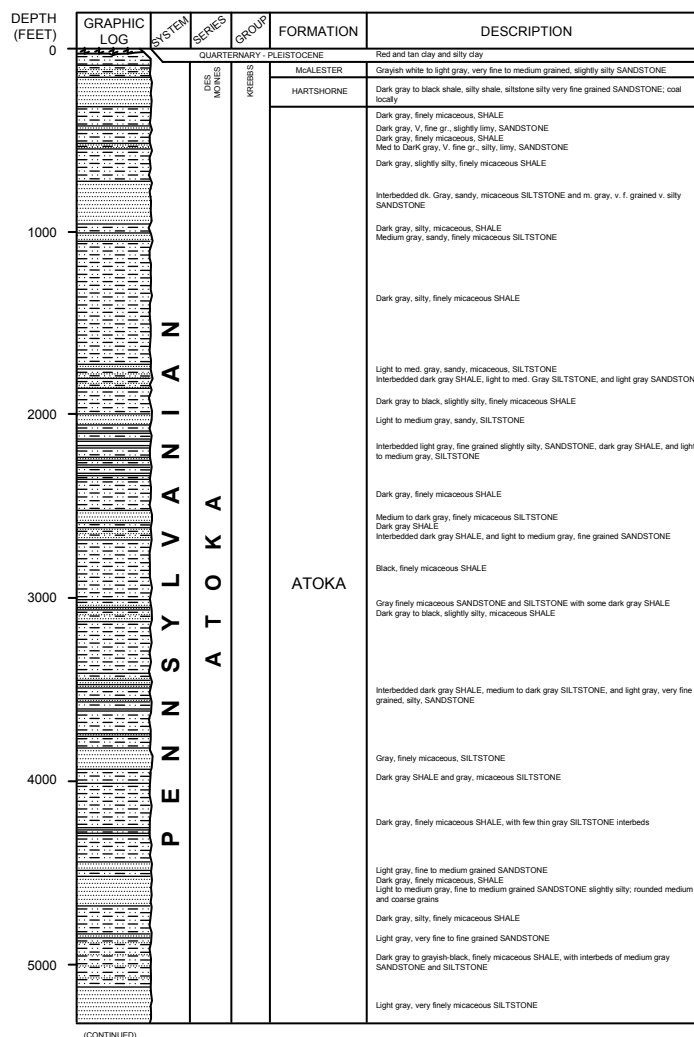 DEPTH
(FEET)
GRAPHIC
LOG
SYSTEM
SERIES
GROUP
FORMATION
DESCRIPTION
0
QUARTERNARY - PLEISTOCENE
Red and tan clay and silty clay
DES
MOINES
KREBBS
McALESTER
Grayish white to light gray, very fine to medium grained, slightly silty SANDSTONE
HARTSHORNE
Dark gray to black shale, silty shale, siltstone silty very fine grained SANDSTONE; coal
locally
Dark gray, finely micaceous, SHALE
Dark gray, V, fine gr., slightly limy, SANDSTONE
Dark gray, finely micaceous, SHALE
Med to DarK gray, V. fine gr., silty, limy, SANDSTONE
Dark gray, slightly silty, finely micaceous SHALE
Interbedded dk. Gray, sandy, micaceous SILTSTONE and m. gray, v. f. grained v. silty
SANDSTONE
1000
Dark gray, silty, micaceous, SHALE
Medium gray, sandy, finely micaceous SILTSTONE
Dark gray, silty, finely micaceous SHALE
PENNSYLVANIAN
Light to med. gray, sandy, micaceous, SILTSTONE
Interbedded dark gray SHALE, light to med. Gray SILTSTONE, and light gray SANDSTON
Dark gray to black, slightly silty, finely micaceous SHALE
2000
Light to medium gray, sandy, SILTSTONE
Interbedded light gray, fine grained slightly silty, SANDSTONE, dark gray SHALE, and light
to medium gray, SILTSTONE
ATOKA
Dark gray, finely micaceous SHALE
Medium to dark gray, finely micaceous SILTSTONE
Dark gray SHALE
Interbedded dark gray SHALE, and light to medium gray, fine grained SANDSTONE
ATOKA
Black, finely micaceous SHALE
3000
Gray finely micaceous SANDSTONE and SILTSTONE with some dark gray SHALE
Dark gray to black, slightly silty, micaceous SHALE
Interbedded dark gray SHALE, medium to dark gray SILTSTONE, and light gray, very fine
grained, silty, SANDSTONE
Gray, finely micaceous, SILTSTONE
4000
Dark gray SHALE and gray, micaceous SILTSTONE
Dark gray, finely micaceous SHALE, with few thin gray SILTSTONE interbeds
Light gray, fine to medium grained SANDSTONE
Dark gray, finely micaceous, SHALE
Light to medium gray, fine to medium grained SANDSTONE slightly silty; rounded medium
and coarse grains
Dark gray, silty, finely micaceous SHALE
Light gray, very fine to fine grained SANDSTONE
5000
Dark gray to grayish-black, finely micaceous SHALE, with interbeds of medium gray
SANDSTONE and SILTSTONE
Light gray, very finely micaceous SILTSTONE
(CONTINUED)